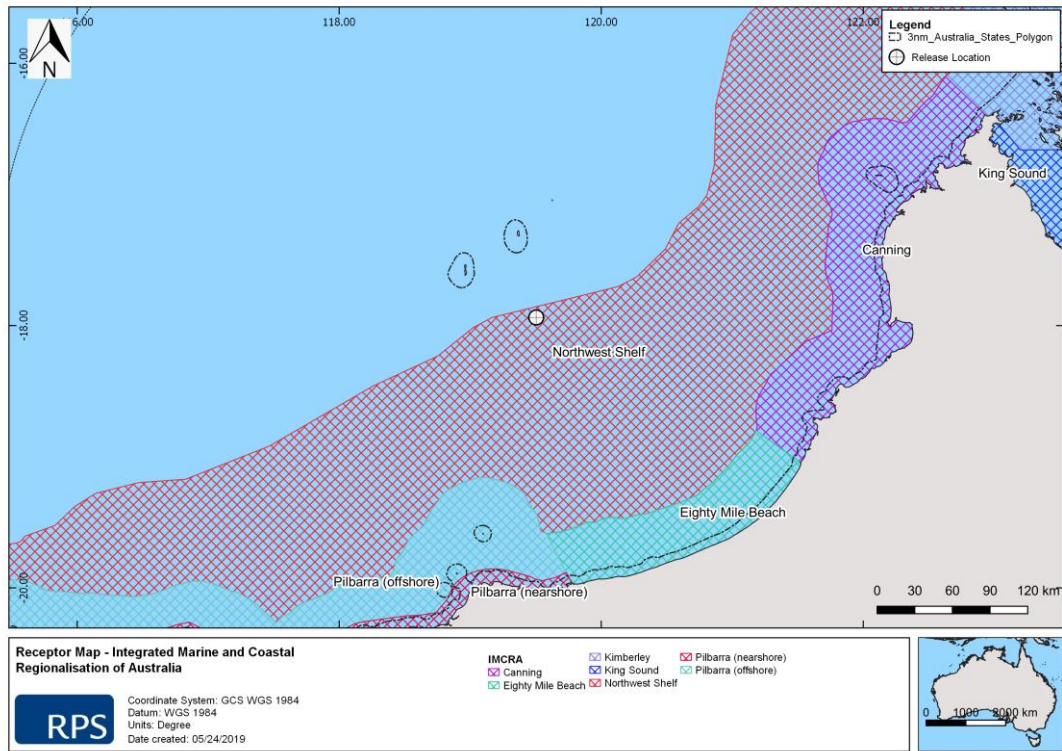 6.00
118.00
120.00
122.00
-16.00
-18.00
-20.00
N
Legend
3nm_Australia_States_Polygon
Release Location
King Sound
Canning
Northwest Shelf
Eighty Mile Beach
Pilbarra (offshore)
Pilbarra (nearshore)
0 30 60 90 120 km
Receptor Map - Integrated Marine and Coastal
Regionalisation of Australia
RPS
Coordinate System: GCS WGS 1984
Datum: WGS 1984
Units: Degree
Date created: 05/24/2019
IMCRA
Canning
Eighty Mile Beach
Kimberley
King Sound
Northwest Shelf
Pilbarra (nearshore)
Pilbarra (offshore)
0 1000 2000 km